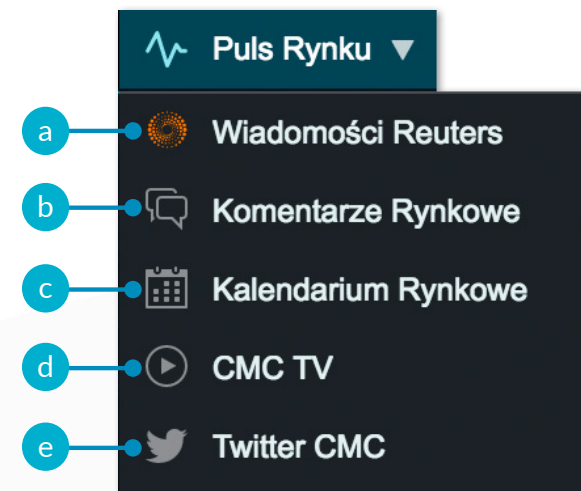 Puls Rynku
a Wiadomości Reuters
b Komentarze Rynkowe
c Kalendarium Rynkowe
d CMC TV
e Twitter CMC